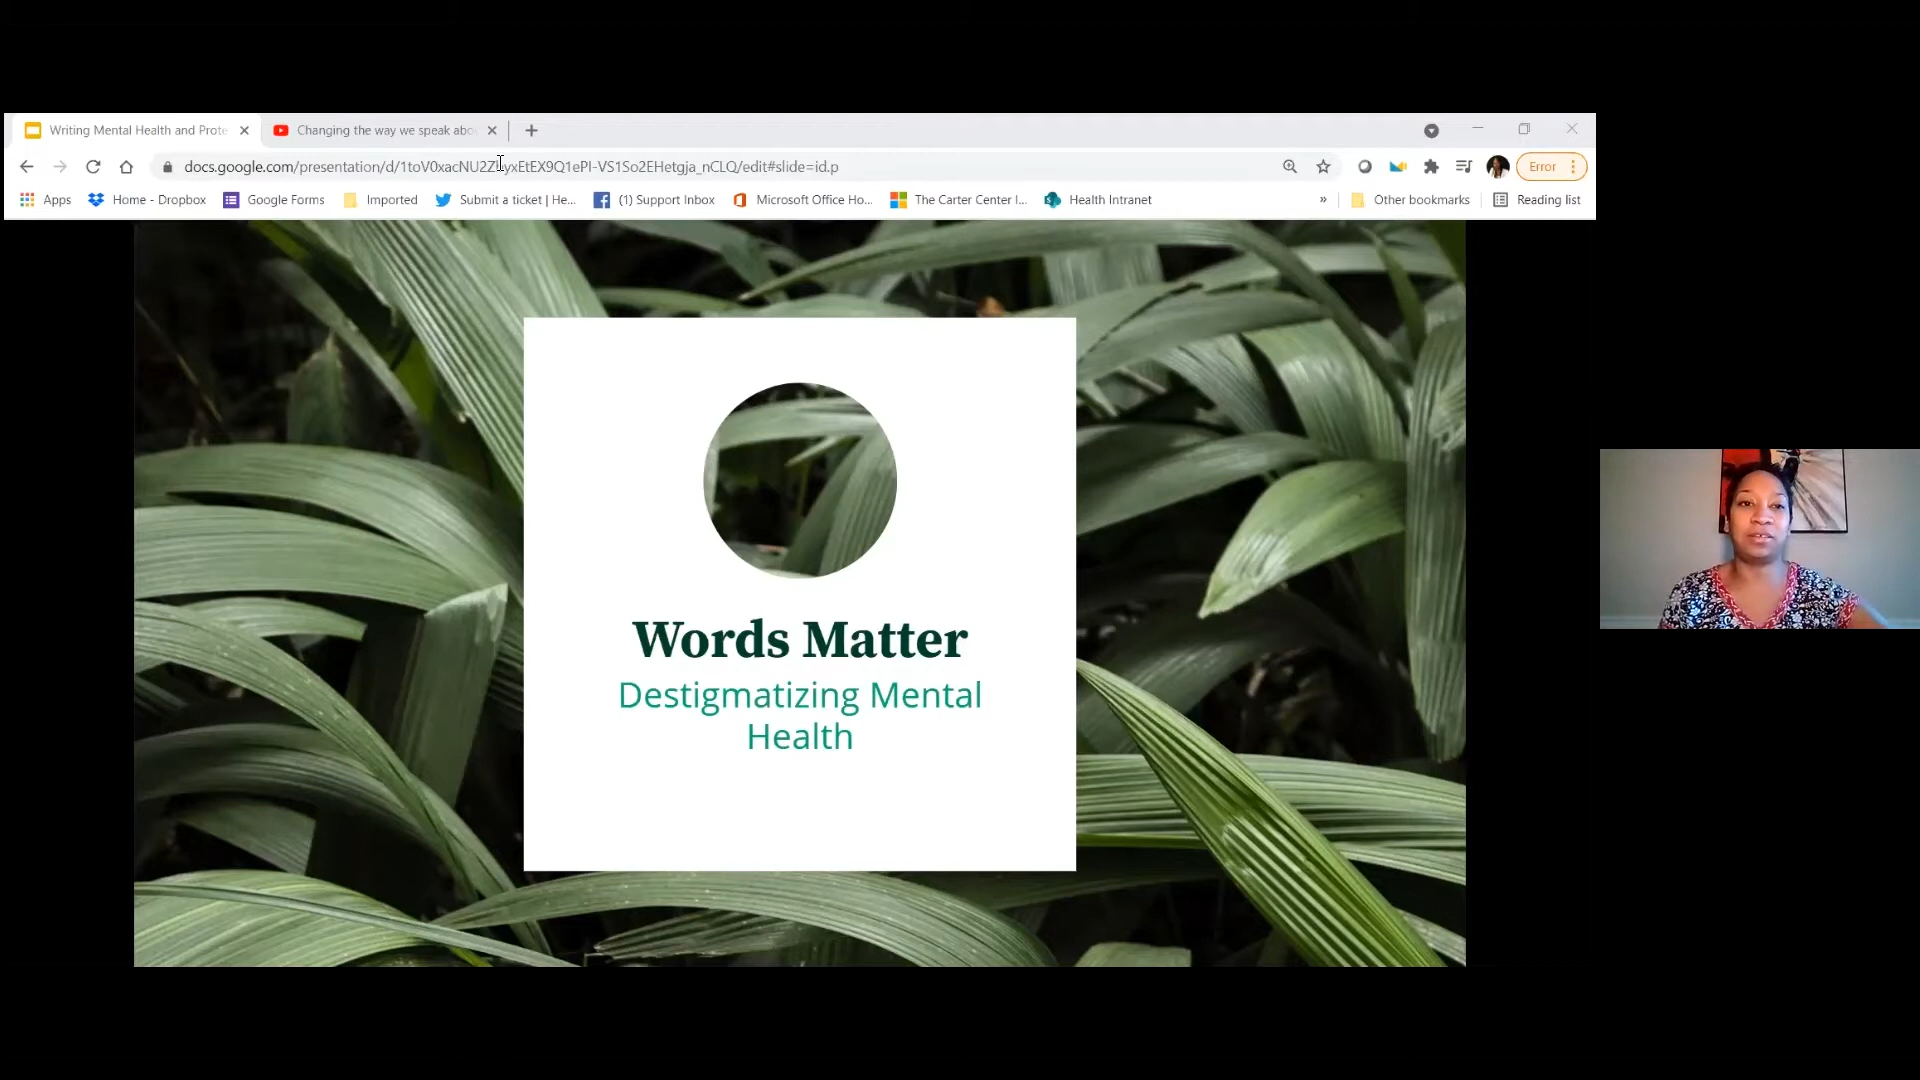 Writing Mental Health and Prote
Changing the way we speak abo
docs.google.com/presentation/d/1toV0xacNU2ZuyxEtEX9Q1ePI-VS1So2EHetgja_nCLQ/edit#slide=id.p
Error
Apps
Home - Dropbox
Google Forms
Imported
Submit a ticket | He...
(1) Support Inbox
Microsoft Office Ho...
The Carter Center I...
Health Intranet
»
Other bookmarks
Reading list
Words Matter
Destigmatizing Mental
Health